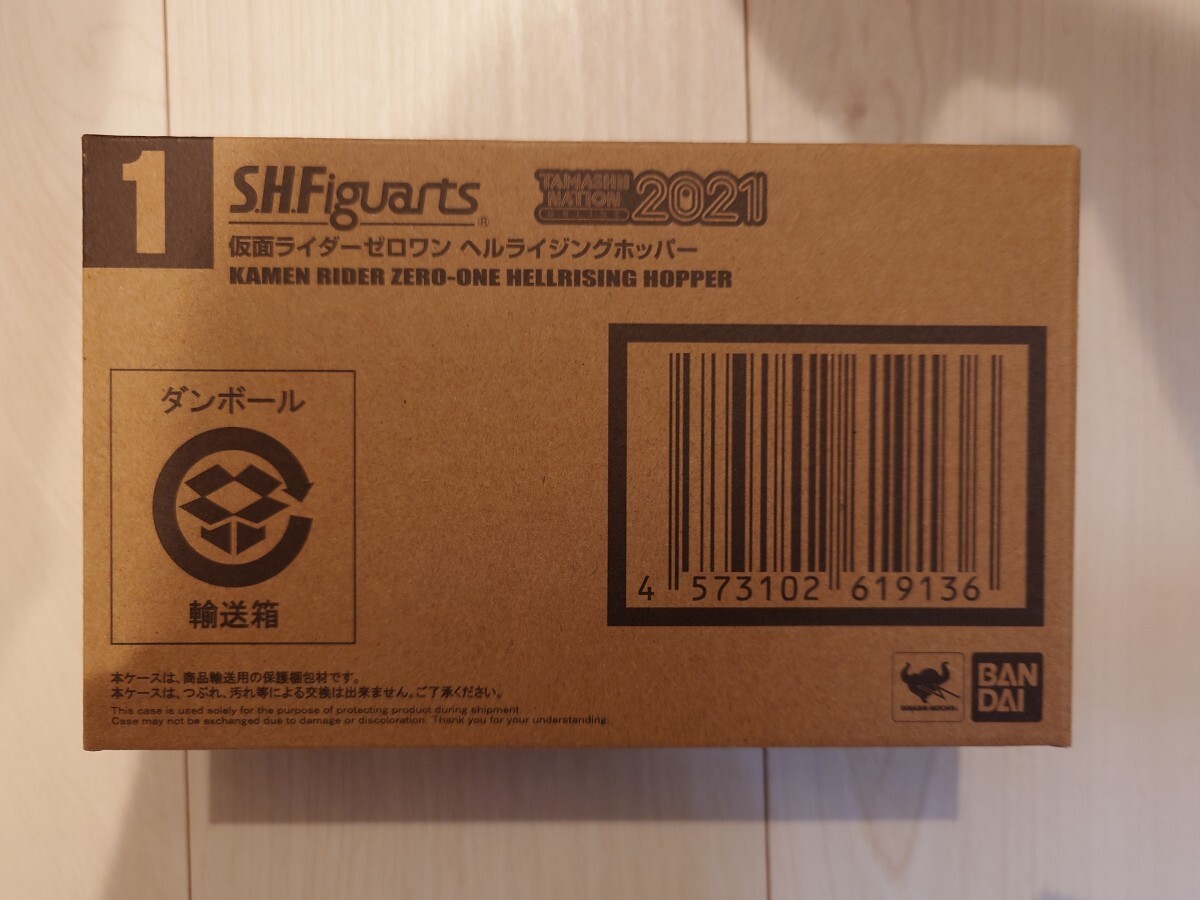 1
S.H.Figuarts®
TAMASHII NATION ONLINE 2021
仮面ライダーゼロワン ヘルライジングホッパー
KAMEN RIDER ZERO-ONE HELLRISING HOPPER
ダンボール
輸送箱
4 573102 619136
本ケースは、商品輸送用の保護梱包材です。
本ケースは、つぶれ、汚れ等による交換は出来ません。ご了承ください。
This case is used solely for the purpose of protecting product during shipment.
Case may not be exchanged due to damage or discoloration. Thank you for your understanding.
TAMASHII NATIONS
BAN
DAI